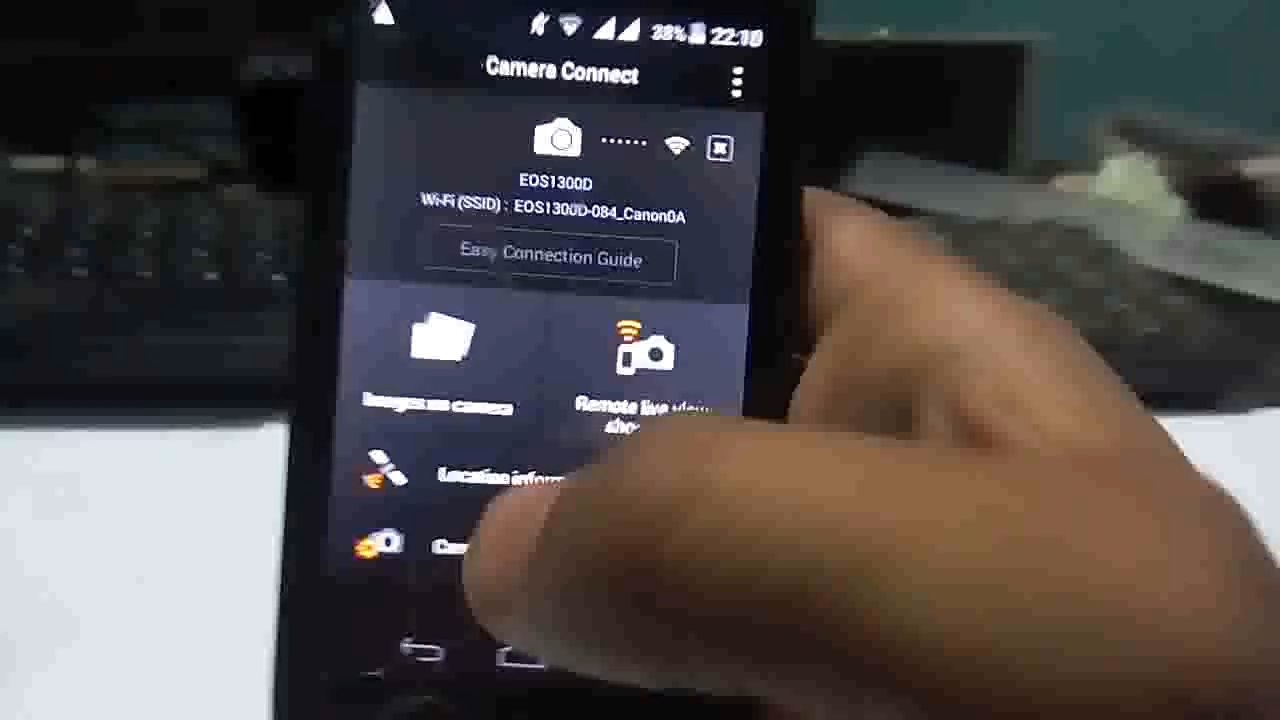 22:10
Camera Connect
EOS1300D
Wi-Fi (SSID) : EOS1300D-084_Canon0A
Easy Connection Guide
Images on camera
Remote live view
Location